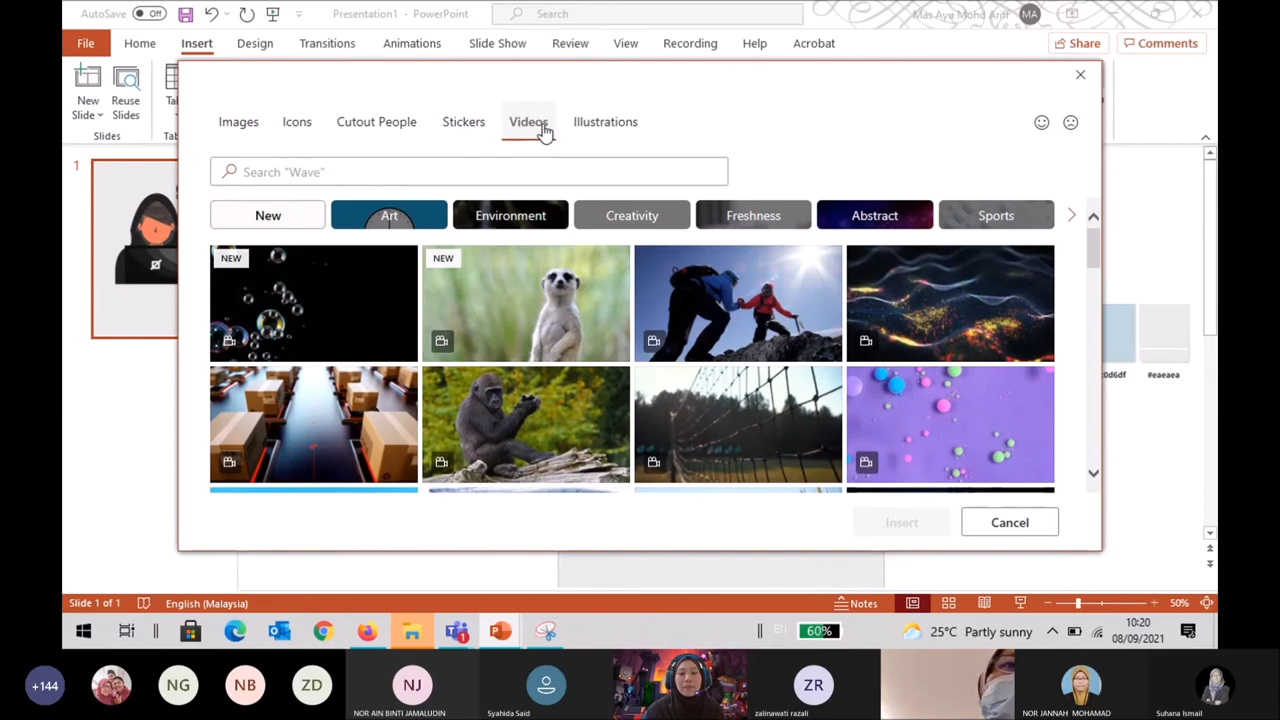 AutoSave Off Presentation1 - PowerPoint Search Mas Ayu Mohd Ariff MA
File Home Insert Design Transitions Animations Slide Show Review View Recording Help Acrobat Share Comments
New Slide
Reuse Slides
Slides
Images Icons Cutout People Stickers Videos Illustrations
Search "Wave"
New Art Environment Creativity Freshness Abstract Sports
NEW
NEW
1
#eaeaea
Insert Cancel
Slide 1 of 1 English (Malaysia) Notes 50%
60% 25°C Partly sunny 10:20
08/09/2021
+144 NG NB ZD NJ ZR
NOR AIN BINTI JAMALUDIN Syahida Said zalinawati razali NOR JANNAH MOHAMAD Suhana Ismail